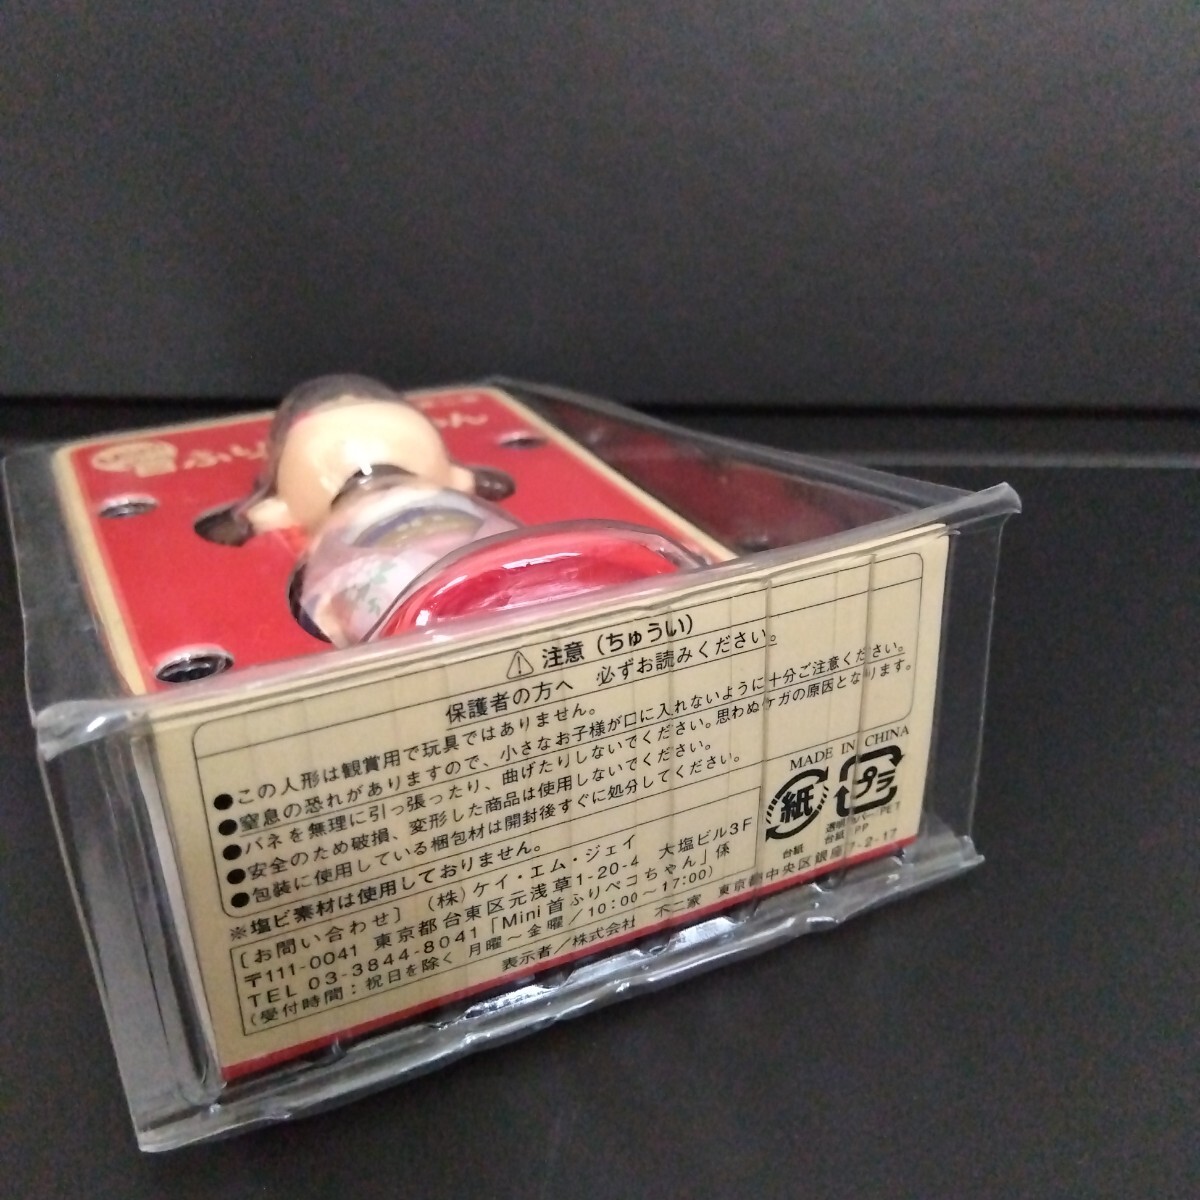 首ふり
ん
注意（ちゅうい）
保護者の方へ 必ずお読みください。
●この人形は観賞用で玩具ではありません。
●窒息の恐れがありますので、小さなお子様が口に入れないように十分ご注意ください。
●バネを無理に引っ張ったり、曲げたりしないでください。思わぬケガの原因となります。
●安全のため破損、変形した商品は使用しないでください。
●包装に使用している梱包材は開封後すぐに処分してください。
※塩ビ素材は使用しておりません。
[お問い合わせ] （株）ケイ・エム・ジェイ
〒111-0041 東京都台東区元浅草1-20-4 大塩ビル3F
TEL 03-3844-8041「Mini首ふりペコちゃん」係
（受付時間：祝日を除く 月曜～金曜／10:00～17:00）
表示者／株式会社 不二家 東京都中央区銀座7-2-17
MADE IN CHINA
紙
プラ
台紙
透明カバー:PET
台紙:PP